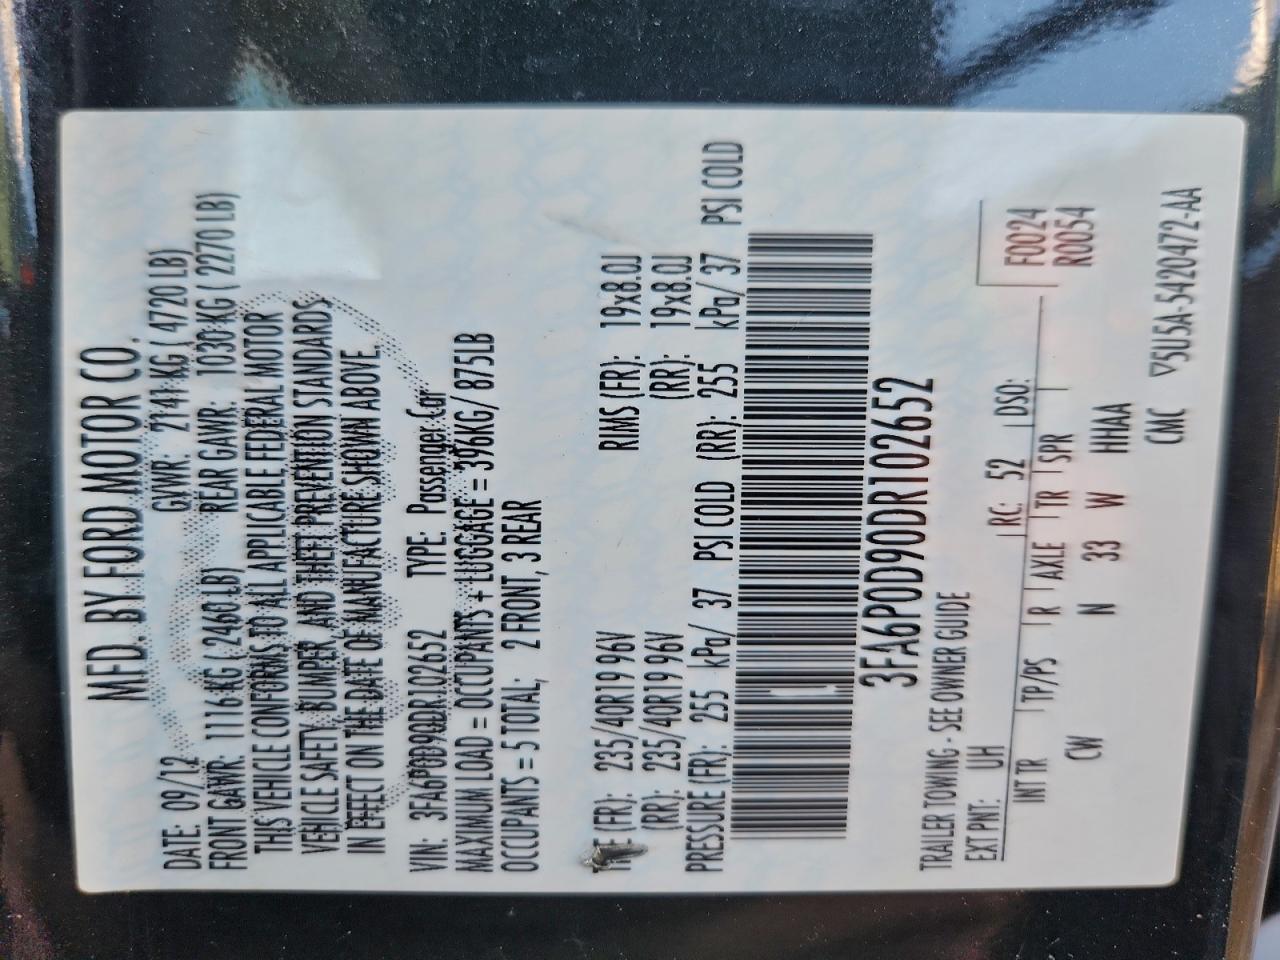 MFD. BY FORD MOTOR CO.
DATE: 09/12 GVWR: 2141 KG ( 4720 LB)
FRONT GAWR: 1116 KG ( 2460 LB) REAR GAWR: 1030 KG ( 2270 LB)
THIS VEHICLE CONFORMS TO ALL APPLICABLE FEDERAL MOTOR
VEHICLE SAFETY, BUMPER, AND THEFT PREVENTION STANDARDS
IN EFFECT ON THE DATE OF MANUFACTURE SHOWN ABOVE.
VIN: 3FA6P0D90DR102652 TYPE: Passenger Car
MAXIMUM LOAD = OCCUPANTS + LUGGAGE = 396KG/ 875LB
OCCUPANTS = 5 TOTAL, 2 FRONT, 3 REAR
(FR): 235/40R19 96V RIMS (FR): 19x8.0J
(RR): 235/40R19 96V (RR): 19x8.0J
PRESSURE (FR): 255 kPa/ 37 PSI COLD (RR): 255 kPa/ 37 PSI COLD
3FA6P0D90DR102652
TRAILER TOWING - SEE OWNER GUIDE
EXT PNT: UH RC: 52 DSO:
F0024
R0054
INT TR TP/PS R AXLE TR SPR
CW N 33 W HHAA
CMC 5U5A-5420472-AA